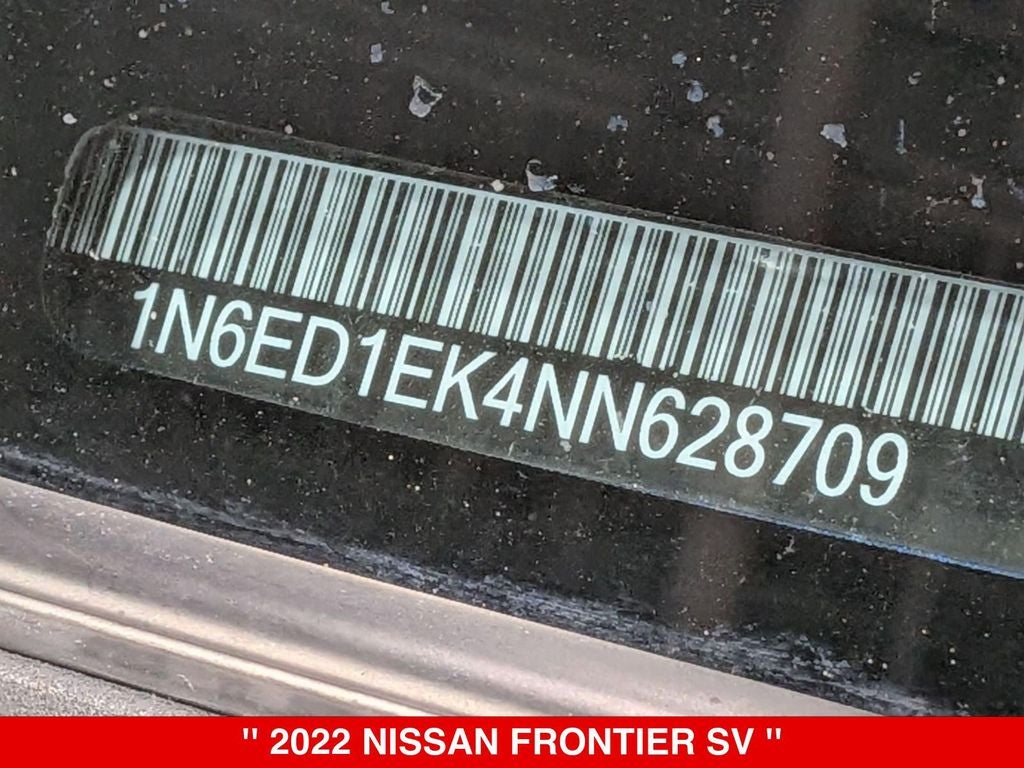 1N6ED1EK4NN628709
" 2022 NISSAN FRONTIER SV "